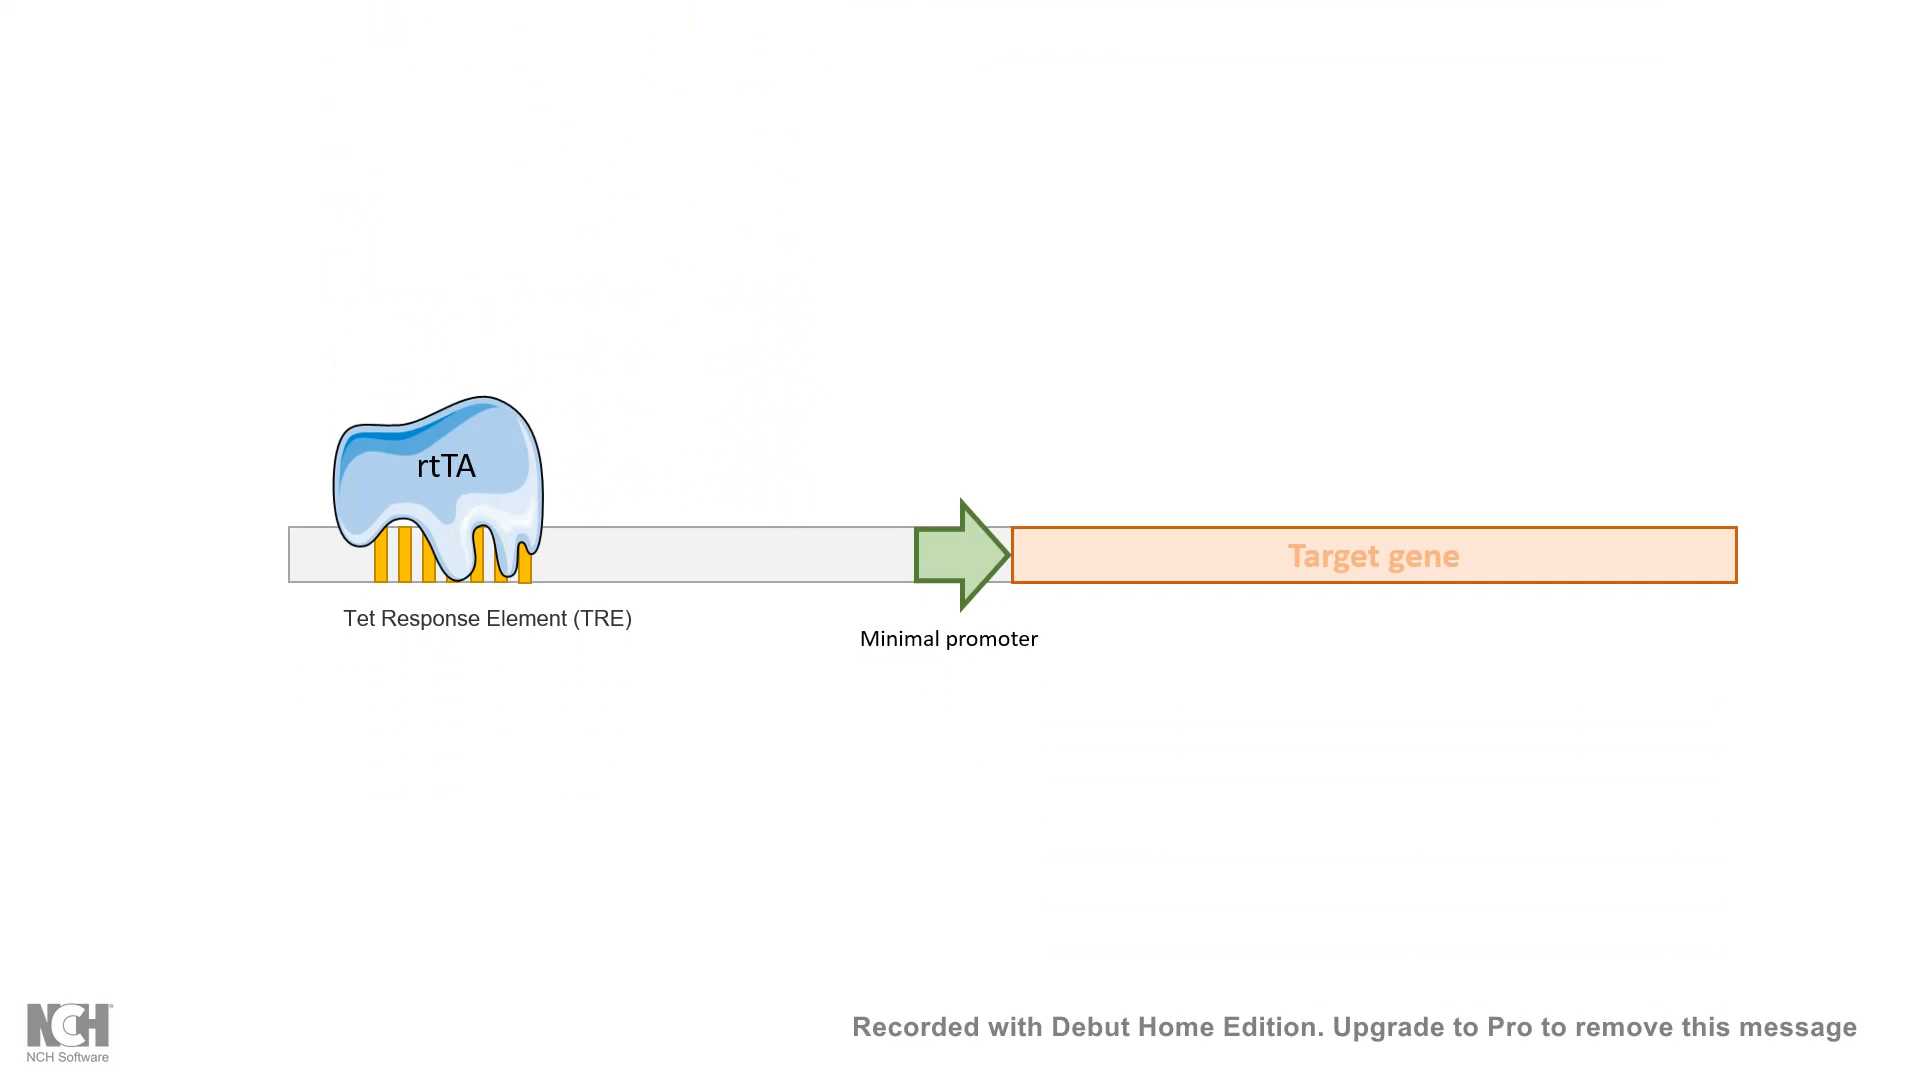 rtTA
Target gene
Tet Response Element (TRE)
Minimal promoter
NCH
NCH Software
Recorded with Debut Home Edition. Upgrade to Pro to remove this message